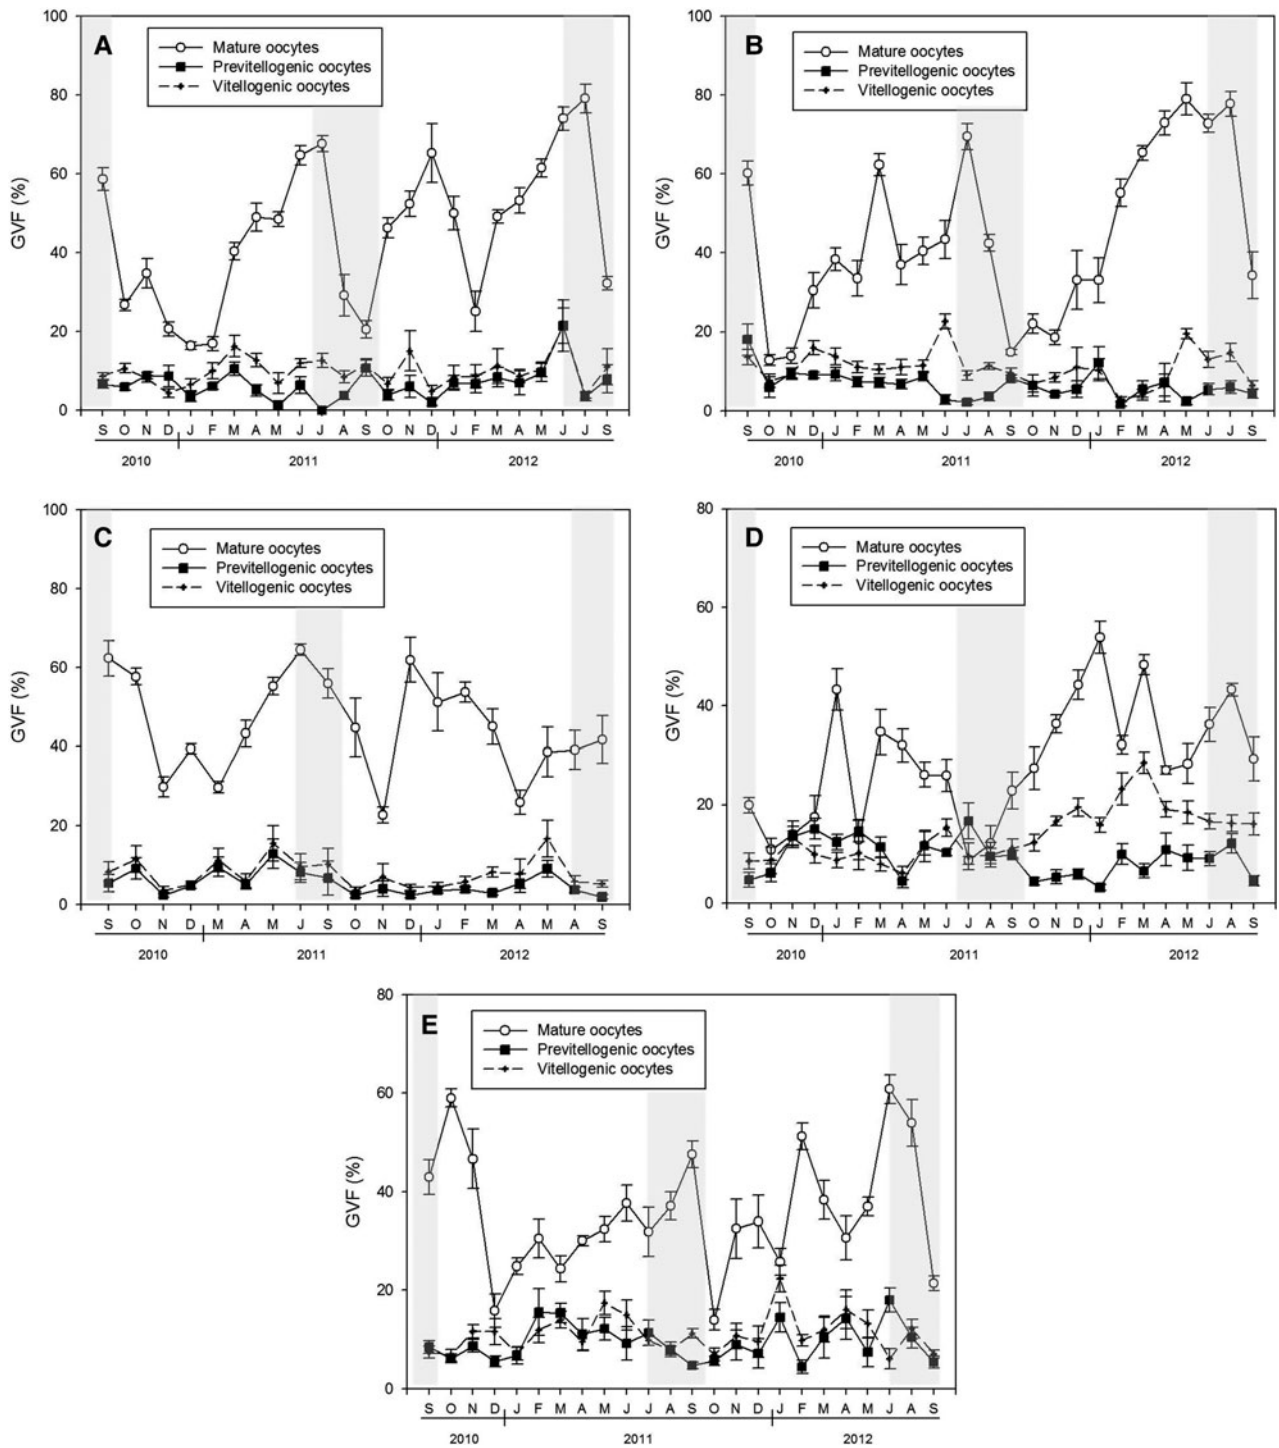 A
Mature oocytes
Previtellogenic oocytes
Vitellogenic oocytes
GVF (%)
100
80
60
40
20
0
S O N D J F M A M J J A S O N D J F M A M J J S
2010 2011 2012
B
Mature oocytes
Previtellogenic oocytes
Vitellogenic oocytes
GVF (%)
100
80
60
40
20
0
S O N D J F M A M J J A S O N D J F M A M J J S
2010 2011 2012
C
Mature oocytes
Previtellogenic oocytes
Vitellogenic oocytes
GVF (%)
100
80
60
40
20
0
S O N D M A M J S O N D J F M A M A S
2010 2011 2012
D
Mature oocytes
Previtellogenic oocytes
Vitellogenic oocytes
GVF (%)
80
60
40
20
0
S O N D J F M A M J J A S O N D J F M A M J A S
2010 2011 2012
E
Mature oocytes
Previtellogenic oocytes
Vitellogenic oocytes
GVF (%)
80
60
40
20
0
S O N D J F M A M J J A S O N D J F M A M J A S
2010 2011 2012